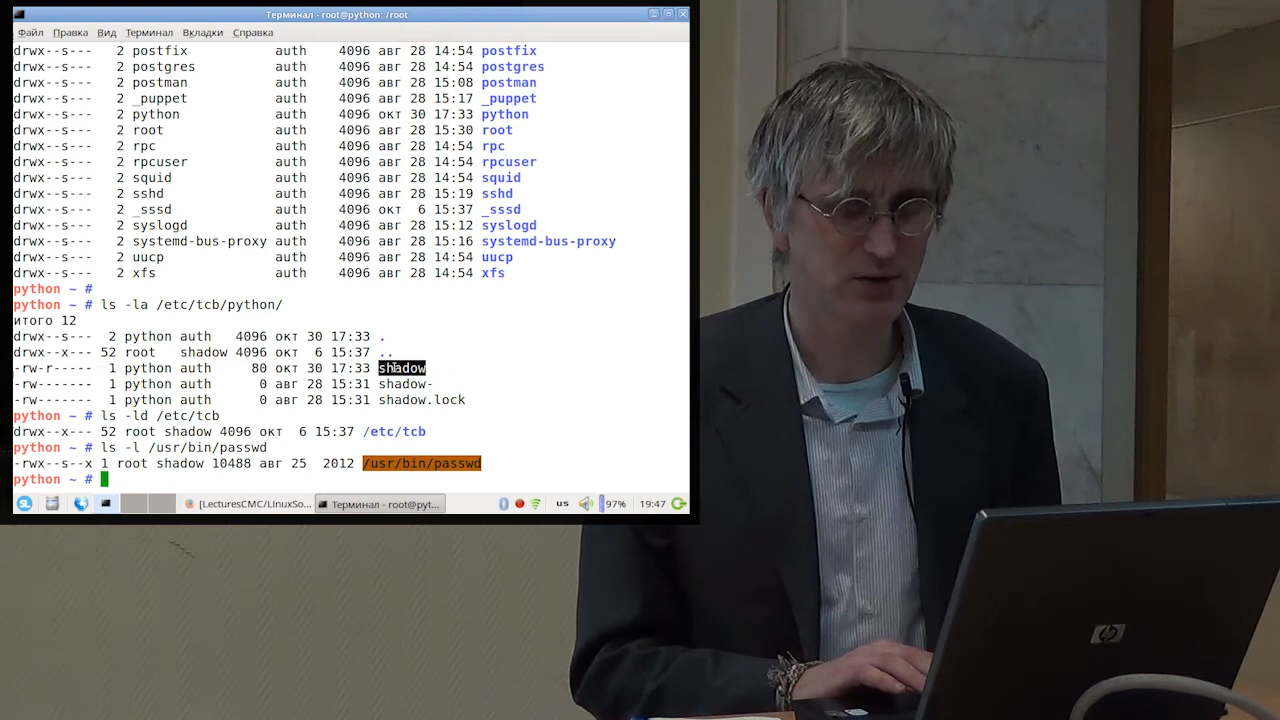 Терминал - root@python: /root
Файл Правка Вид Терминал Вкладки Справка
drwx--s--- 2 postfix auth 4096 авг 28 14:54 postfix
drwx--s--- 2 postgres auth 4096 авг 28 14:54 postgres
drwx--s--- 2 postman auth 4096 авг 28 15:08 postman
drwx--s--- 2 _puppet auth 4096 авг 28 15:17 _puppet
drwx--s--- 2 python auth 4096 окт 30 17:33 python
drwx--s--- 2 root auth 4096 авг 28 15:30 root
drwx--s--- 2 rpc auth 4096 авг 28 14:54 rpc
drwx--s--- 2 rpcuser auth 4096 авг 28 14:54 rpcuser
drwx--s--- 2 squid auth 4096 авг 28 14:54 squid
drwx--s--- 2 sshd auth 4096 авг 28 15:19 sshd
drwx--s--- 2 _sssd auth 4096 окт 6 15:37 _sssd
drwx--s--- 2 syslogd auth 4096 авг 28 15:12 syslogd
drwx--s--- 2 systemd-bus-proxy auth 4096 авг 28 15:16 systemd-bus-proxy
drwx--s--- 2 uucp auth 4096 авг 28 14:54 uucp
drwx--s--- 2 xfs auth 4096 авг 28 14:54 xfs
python ~ #
python ~ # ls -la /etc/tcb/python/
итого 12
drwx--s--- 2 python auth 4096 окт 30 17:33 .
drwx--x--- 52 root shadow 4096 окт 6 15:37 ..
-rw-r----- 1 python auth 80 окт 30 17:33 shadow
-rw------- 1 python auth 0 авг 28 15:31 shadow-
-rw------- 1 python auth 0 авг 28 15:31 shadow.lock
python ~ # ls -ld /etc/tcb
drwx--x--- 52 root shadow 4096 окт 6 15:37 /etc/tcb
python ~ # ls -l /usr/bin/passwd
-rwx--s--x 1 root shadow 10488 авг 25 2012 /usr/bin/passwd
python ~ #
[LecturesCMC/LinuxSo... Терминал - root@pyt... us 97% 19:47
hp